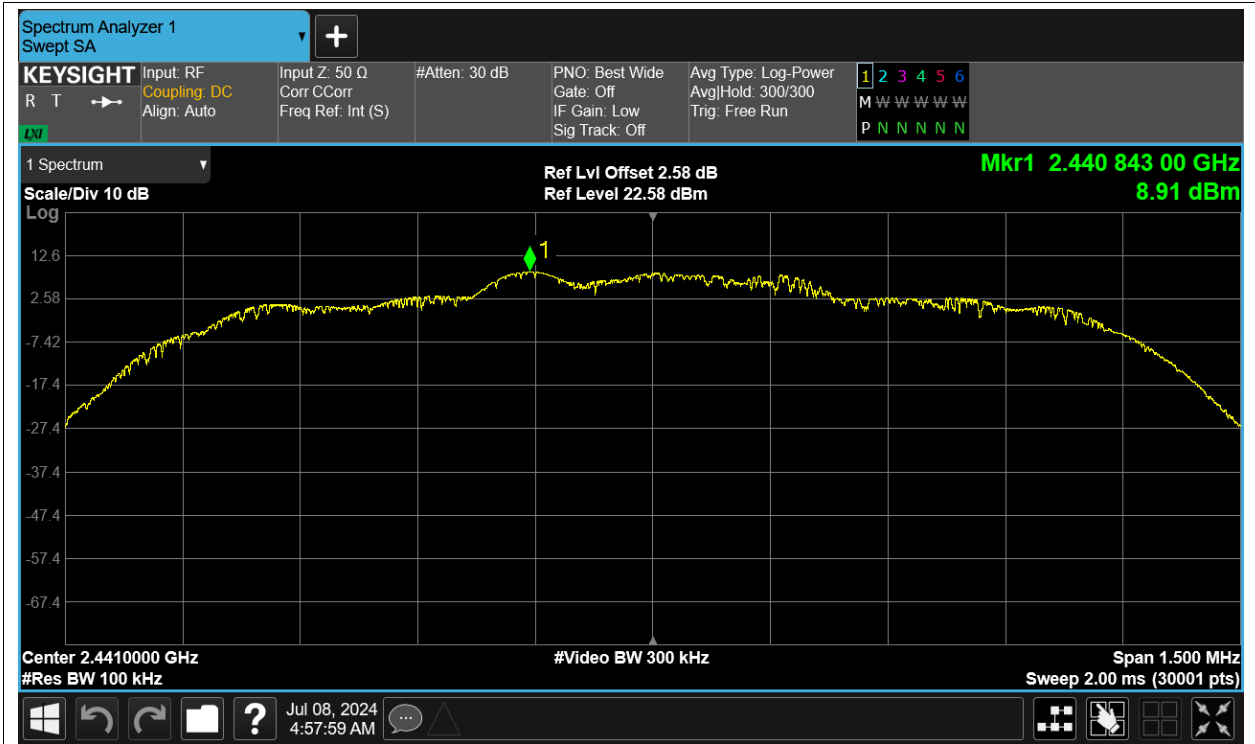 Spectrum Analyzer 1
Swept SA
KEYSIGHT
R T
LXI
Input: RF
Coupling: DC
Align: Auto
Input Z: 50 Ω
Corr CCorr
Freq Ref: Int (S)
#Atten: 30 dB
PNO: Best Wide
Gate: Off
IF Gain: Low
Sig Track: Off
Avg Type: Log-Power
Avg|Hold: 300/300
Trig: Free Run
1 2 3 4 5 6
M W W W W W
P N N N N N
1 Spectrum
Scale/Div 10 dB
Log
Ref Lvl Offset 2.58 dB
Ref Level 22.58 dBm
Mkr1 2.440 843 00 GHz
8.91 dBm
1
12.6
2.58
-7.42
-17.4
-27.4
-37.4
-47.4
-57.4
-67.4
Center 2.4410000 GHz
#Video BW 300 kHz
Span 1.500 MHz
#Res BW 100 kHz
Sweep 2.00 ms (30001 pts)
?
Jul 08, 2024
4:57:59 AM